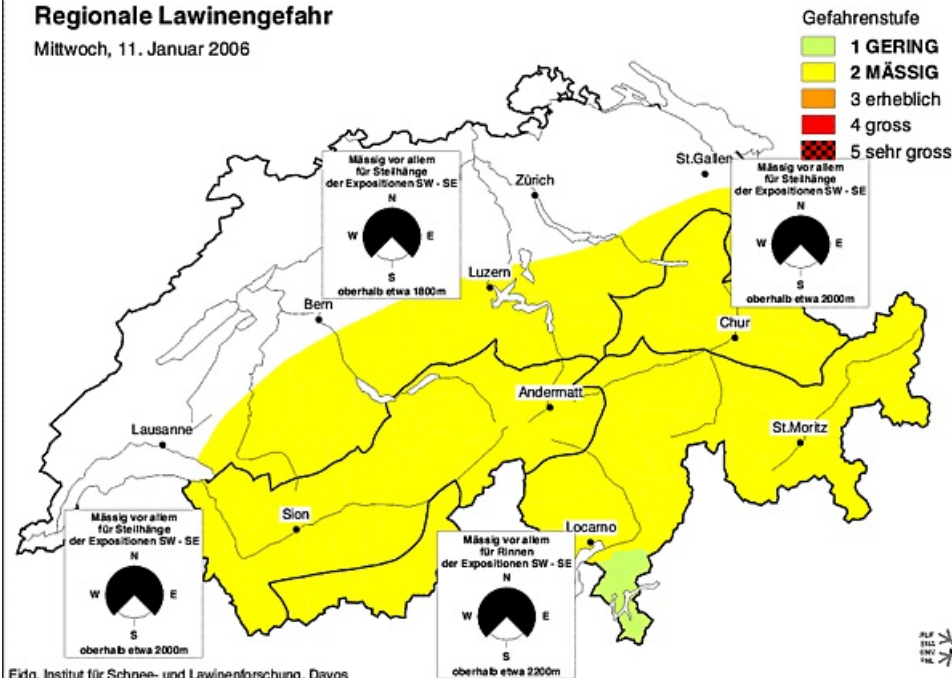 Regionale Lawinengefahr
Mittwoch, 11. Januar 2006
Gefahrenstufe
1 GERING
2 MÄSSIG
3 erheblich
4 gross
5 sehr gross
Mässig vor allem
für Steilhänge
der Expositionen SW - SE
N
W E
S
oberhalb etwa 1800m
St.Gallen
Mässig vor allem
für Steilhänge
der Expositionen SW - SE
N
W E
S
oberhalb etwa 2000m
Zürich
Luzern
Bern
Chur
Andermatt
St.Moritz
Lausanne
Sion
Locarno
Mässig vor allem
für Steilhänge
der Expositionen SW - SE
N
W E
S
oberhalb etwa 2000m
Mässig vor allem
für Rinnen
der Expositionen SW - SE
N
W E
S
oberhalb etwa 2200m
Eidg. Institut für Schnee- und Lawinenforschung, Davos